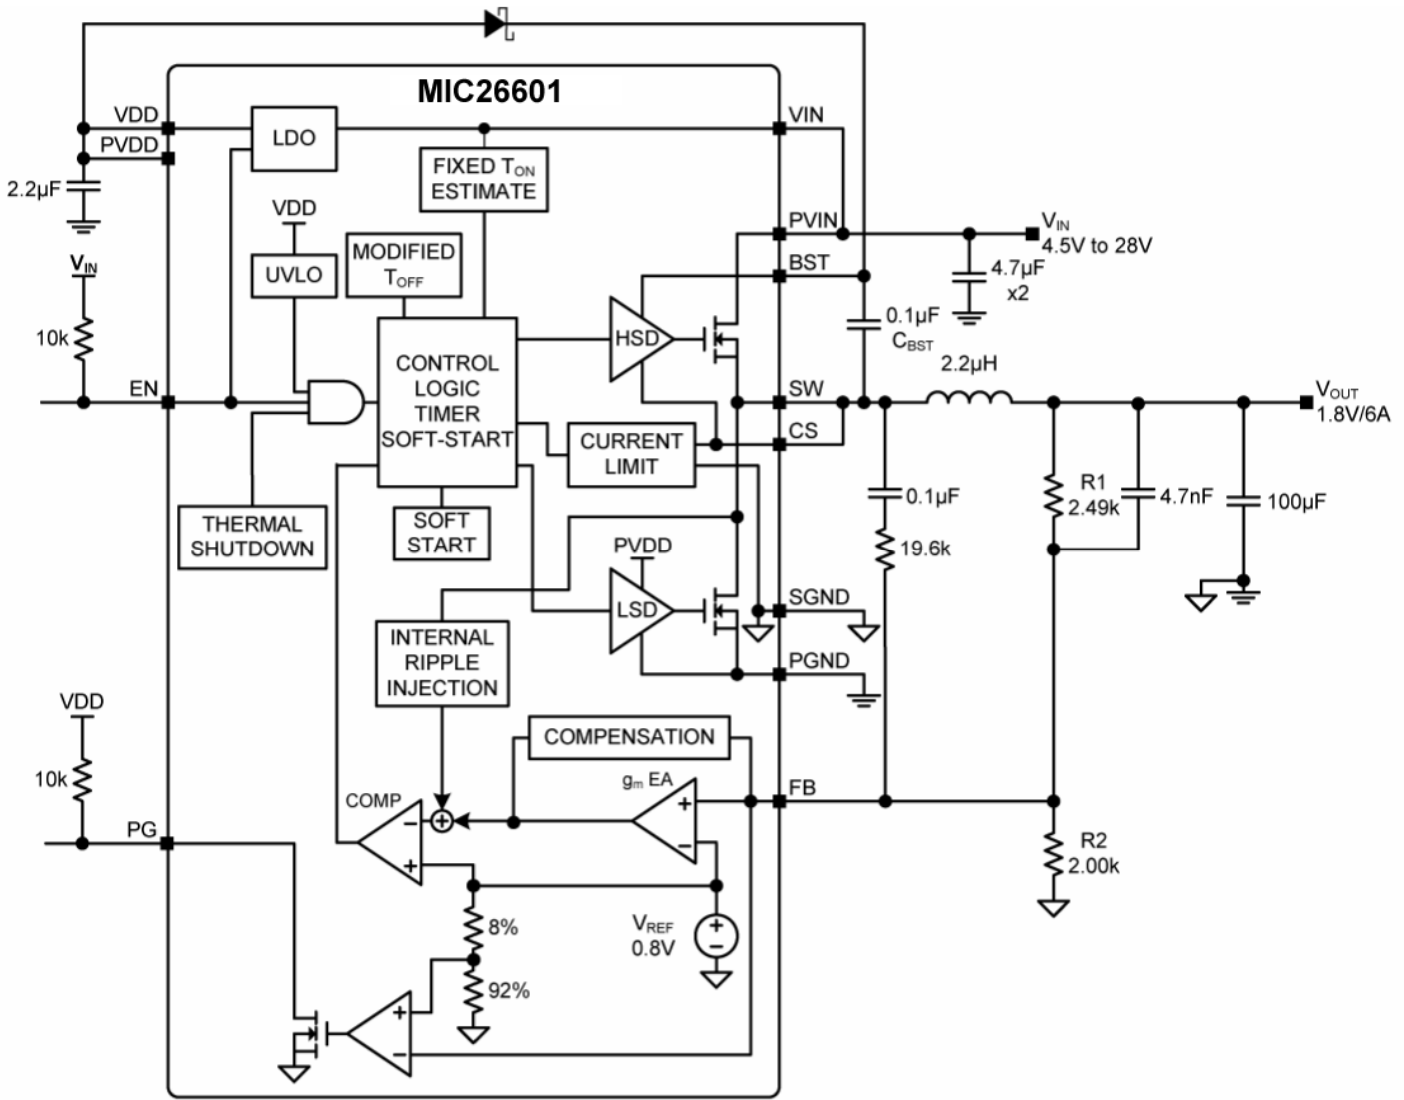 MIC26601
VDD
PVDD
2.2µF
LDO
VIN
FIXED TON
ESTIMATE
VDD
UVLO
MODIFIED
TOFF
PVIN
VIN
4.5V to 28V
BST
4.7µF
x2
VIN
10k
EN
HSD
0.1µF
CBST
2.2µH
CONTROL
LOGIC
TIMER
SOFT-START
SW
CS
VOUT
1.8V/6A
CURRENT
LIMIT
THERMAL
SHUTDOWN
SOFT
START
0.1µF
19.6k
R1
2.49k
4.7nF
100µF
PVDD
LSD
SGND
PGND
INTERNAL
RIPPLE
INJECTION
VDD
10k
PG
COMPENSATION
gm EA
+
−
FB
COMP
−
+
+
R2
2.00k
8%
92%
VREF
0.8V
+
−
+
−